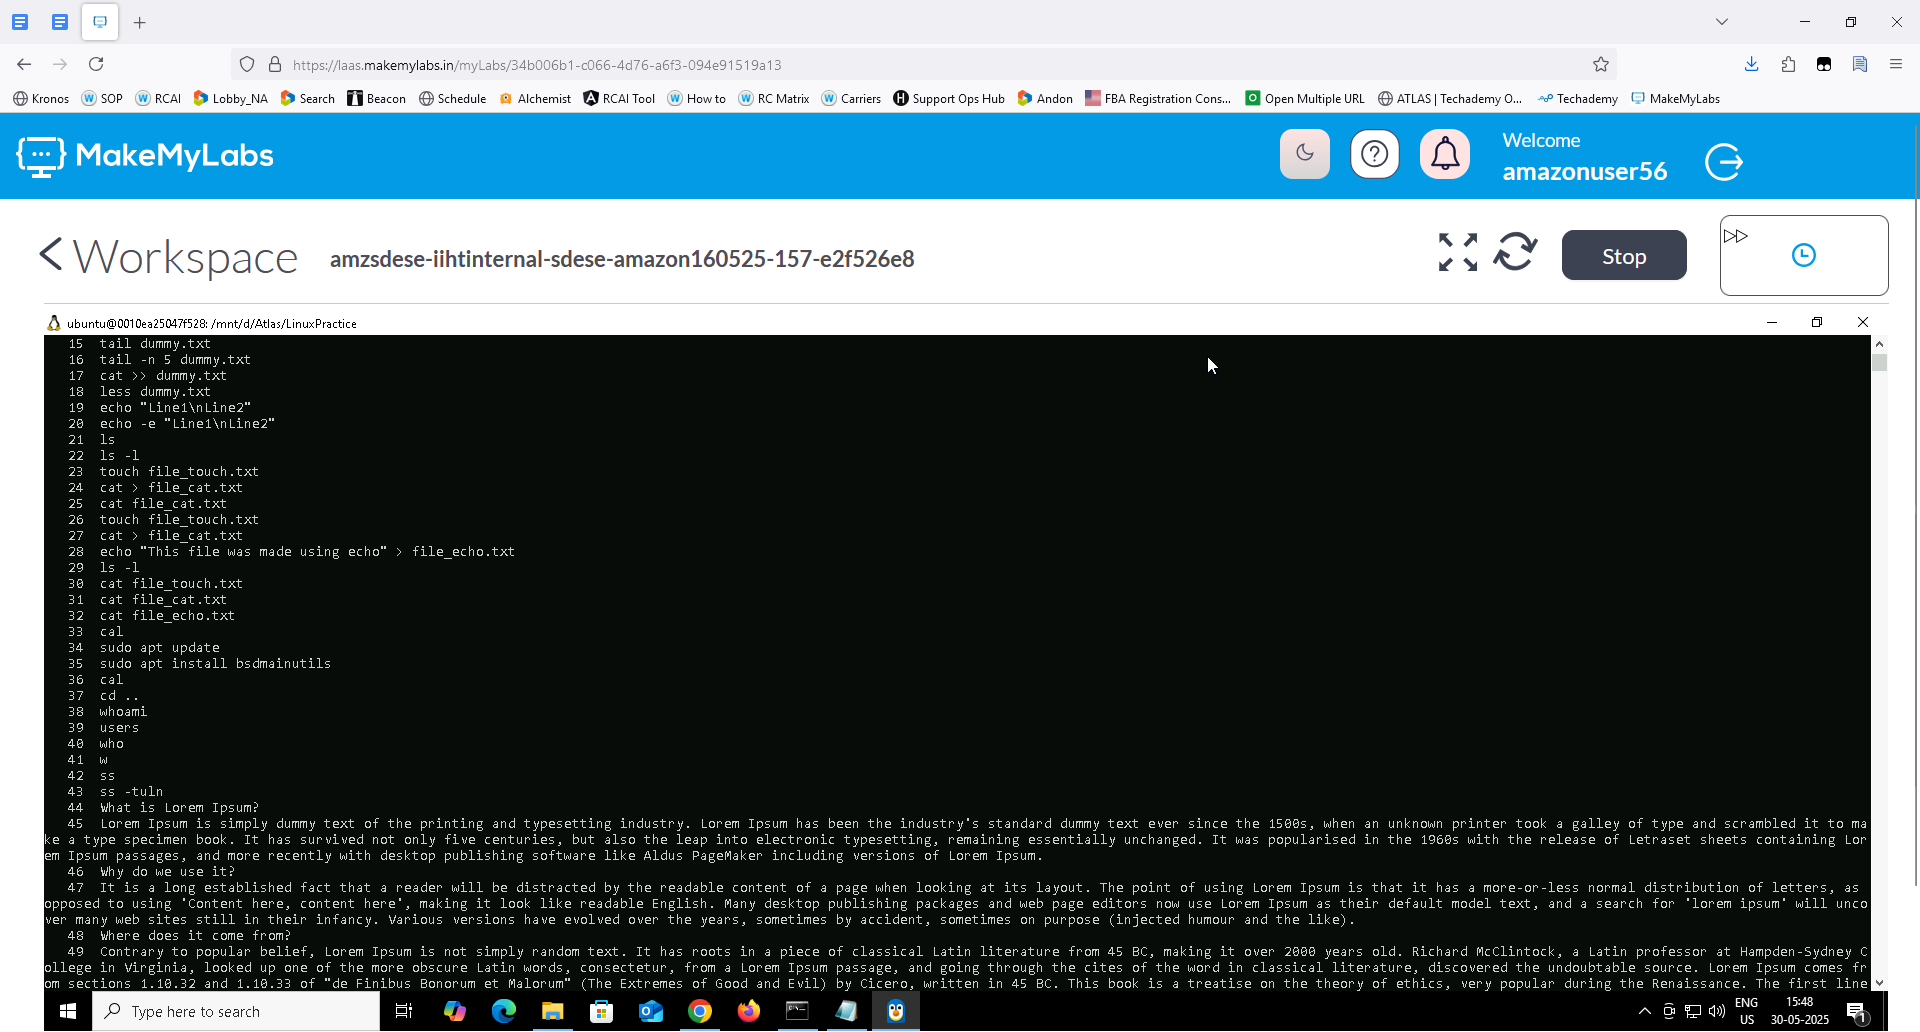 https://laas.makemylabs.in/myLabs/34b006b1-c066-4d76-a6f3-094e91519a13
Kronos SOP RCAI Lobby_NA Search Beacon Schedule Alchemist RCAI Tool How to RC Matrix Carriers Support Ops Hub Andon FBA Registration Cons... Open Multiple URL ATLAS | Techademy O... Techademy MakeMyLabs
MakeMyLabs
Welcome
amazonuser56
Workspace amzsdese-iihtinternal-sdese-amazon160525-157-e2f526e8
Stop
ubuntu@0010ea25047f528: /mnt/d/Atlas/LinuxPractice
15 tail dummy.txt
16 tail -n 5 dummy.txt
17 cat >> dummy.txt
18 less dummy.txt
19 echo "Line1\nLine2"
20 echo -e "Line1\nLine2"
21 ls
22 ls -l
23 touch file_touch.txt
24 cat > file_cat.txt
25 cat file_cat.txt
26 touch file_touch.txt
27 cat > file_cat.txt
28 echo "This file was made using echo" > file_echo.txt
29 ls -l
30 cat file_touch.txt
31 cat file_cat.txt
32 cat file_echo.txt
33 cal
34 sudo apt update
35 sudo apt install bsdmainutils
36 cal
37 cd ..
38 whoami
39 users
40 who
41 w
42 ss
43 ss -tuln
44 What is Lorem Ipsum?
45 Lorem Ipsum is simply dummy text of the printing and typesetting industry. Lorem Ipsum has been the industry's standard dummy text ever since the 1500s, when an unknown printer took a galley of type and scrambled it to ma
ke a type specimen book. It has survived not only five centuries, but also the leap into electronic typesetting, remaining essentially unchanged. It was popularised in the 1960s with the release of Letraset sheets containing Lor
em Ipsum passages, and more recently with desktop publishing software like Aldus PageMaker including versions of Lorem Ipsum.
46 Why do we use it?
47 It is a long established fact that a reader will be distracted by the readable content of a page when looking at its layout. The point of using Lorem Ipsum is that it has a more-or-less normal distribution of letters, as
opposed to using 'Content here, content here', making it look like readable English. Many desktop publishing packages and web page editors now use Lorem Ipsum as their default model text, and a search for 'lorem ipsum' will unco
ver many web sites still in their infancy. Various versions have evolved over the years, sometimes by accident, sometimes on purpose (injected humour and the like).
48 Where does it come from?
49 Contrary to popular belief, Lorem Ipsum is not simply random text. It has roots in a piece of classical Latin literature from 45 BC, making it over 2000 years old. Richard McClintock, a Latin professor at Hampden-Sydney C
ollege in Virginia, looked up one of the more obscure Latin words, consectetur, from a Lorem Ipsum passage, and going through the cites of the word in classical literature, discovered the undoubtable source. Lorem Ipsum comes fr
om sections 1.10.32 and 1.10.33 of "de Finibus Bonorum et Malorum" (The Extremes of Good and Evil) by Cicero, written in 45 BC. This book is a treatise on the theory of ethics, very popular during the Renaissance. The first line
Type here to search
ENG
US
15:48
30-05-2025
1